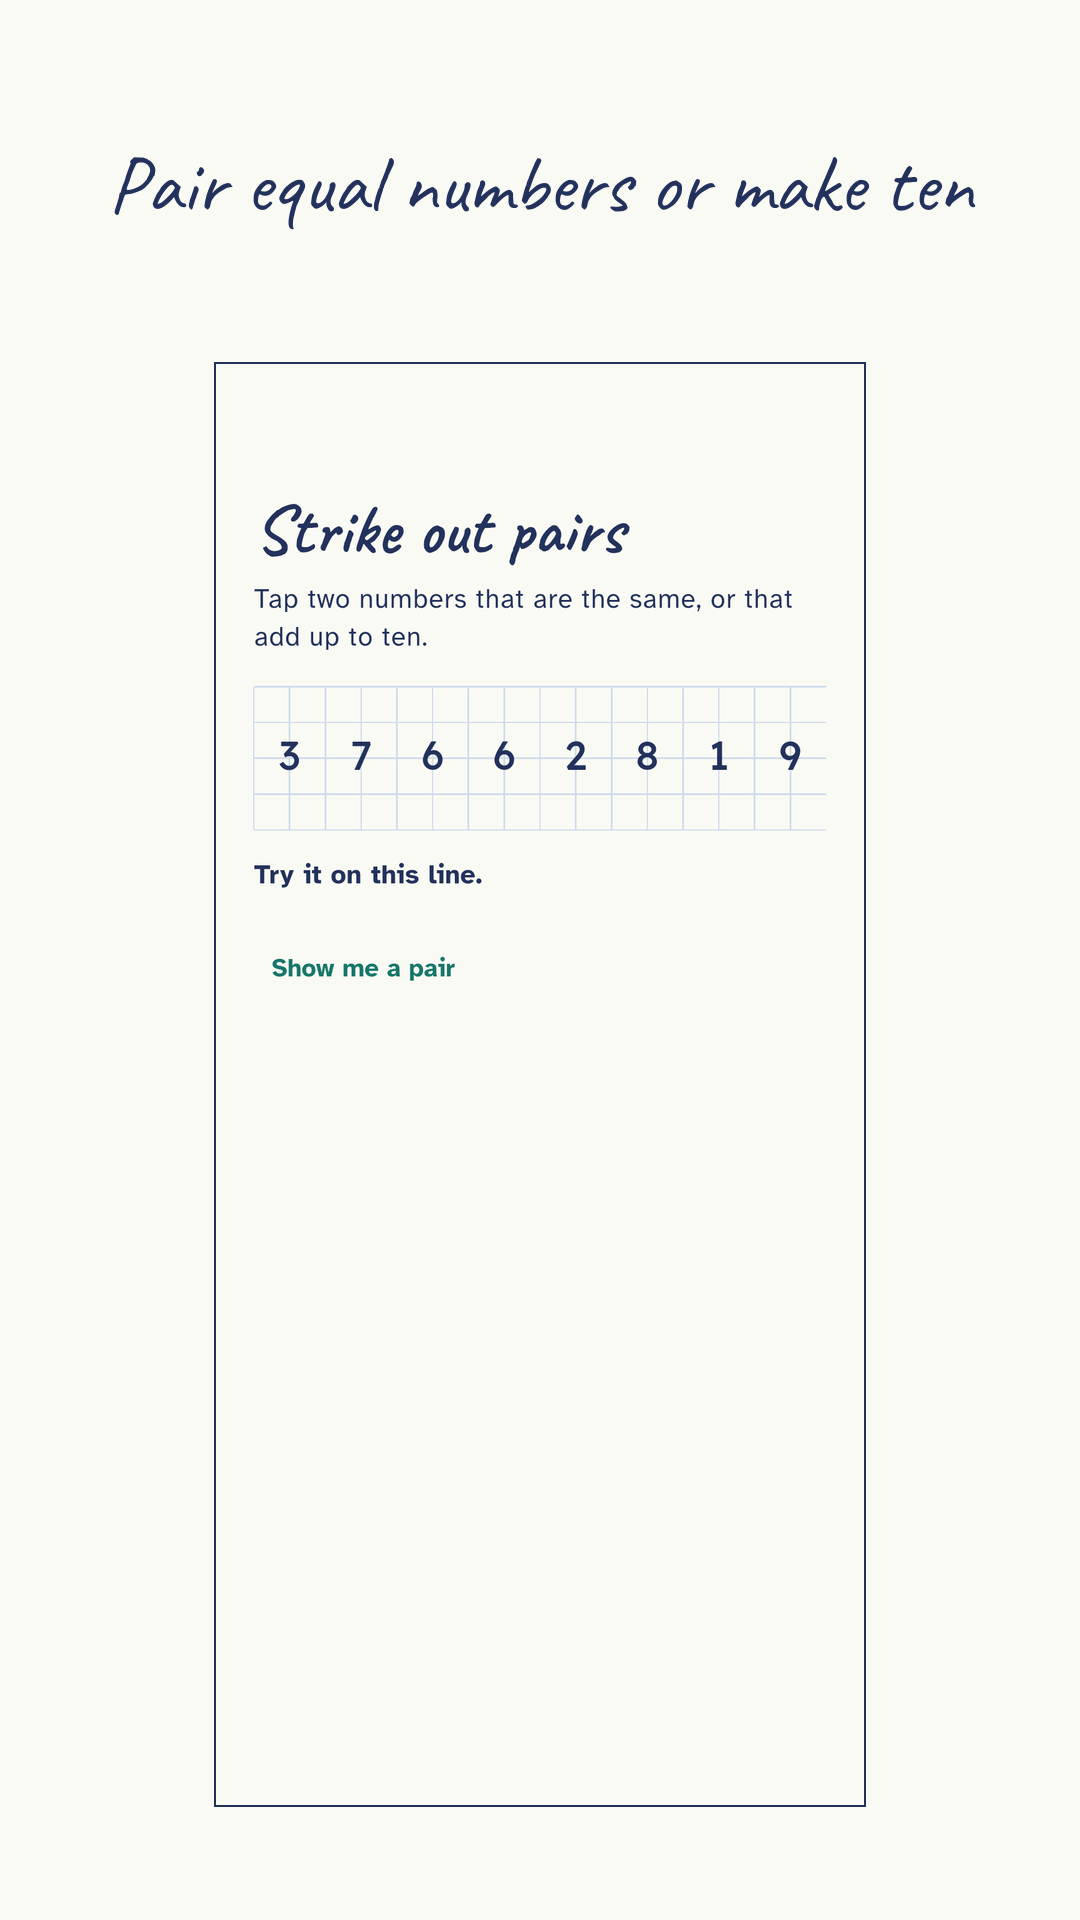 Pair equal numbers or make ten
Strike out pairs
Tap two numbers that are the same, or that
add up to ten.
3 7 6 6 2 8 1 9
Try it on this line.
Show me a pair